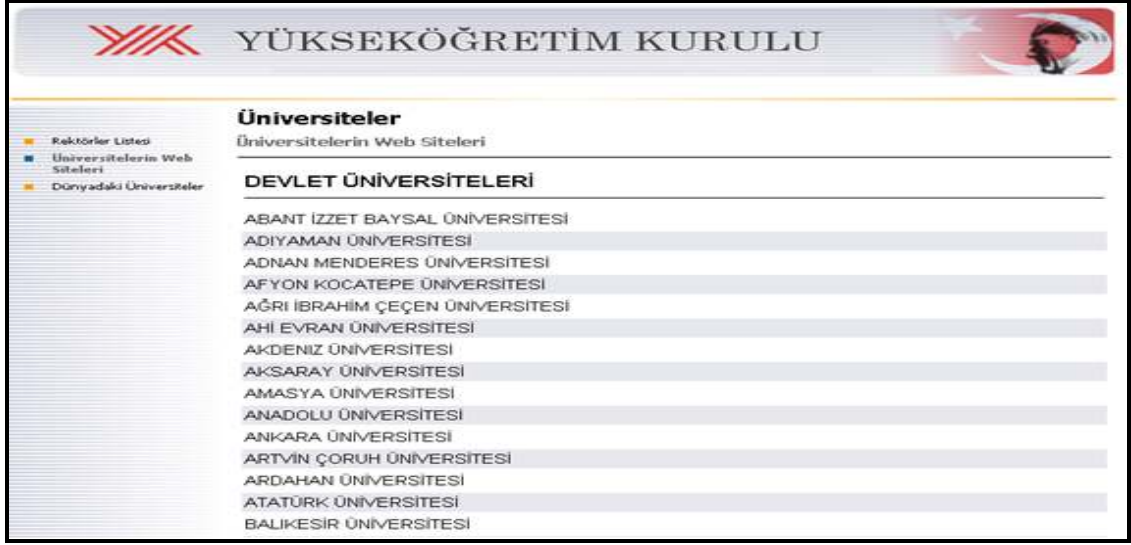 YÖK YÜKSEKÖĞRETİM KURULU
Rektörler Listesi
Üniversitelerin Web
Siteleri
Dünyadaki Üniversiteler
Üniversiteler
Üniversitelerin Web Siteleri
DEVLET ÜNİVERSİTELERİ
ABANT İZZET BAYSAL ÜNİVERSİTESİ
ADIYAMAN ÜNİVERSİTESİ
ADNAN MENDERES ÜNİVERSİTESİ
AFYON KOCATEPE ÜNİVERSİTESİ
AĞRI İBRAHİM ÇEÇEN ÜNİVERSİTESİ
AHİ EVRAN ÜNİVERSİTESİ
AKDENIZ ÜNİVERSİTESİ
AKSARAY ÜNİVERSİTESİ
AMASYA ÜNİVERSİTESİ
ANADOLU ÜNİVERSİTESİ
ANKARA ÜNİVERSİTESİ
ARTVİN ÇORUH ÜNİVERSİTESİ
ARDAHAN ÜNİVERSİTESİ
ATATÜRK ÜNİVERSİTESİ
BALIKESİR ÜNİVERSİTESİ